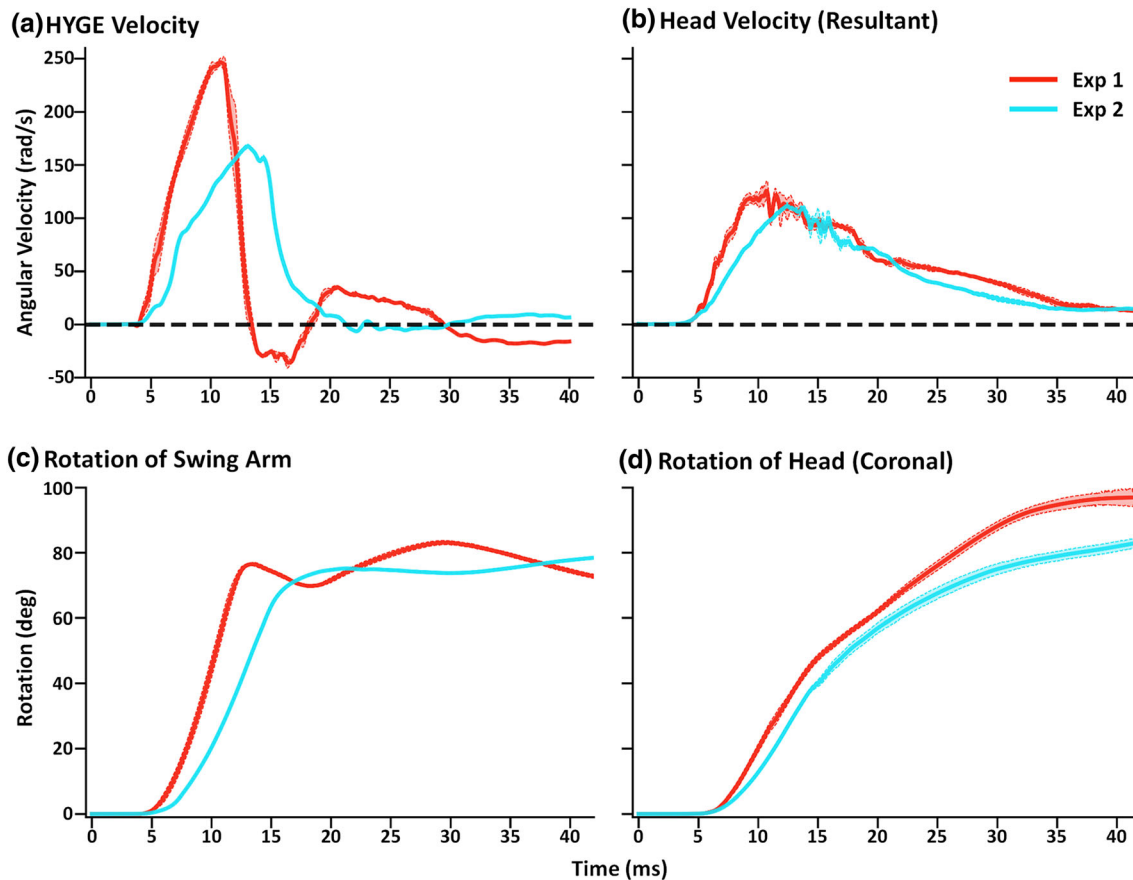 (a) HYGE Velocity
(b) Head Velocity (Resultant)
Angular Velocity (rad/s)
250
200
150
100
50
0
-50
Exp 1
Exp 2
0 5 10 15 20 25 30 35 40
0 5 10 15 20 25 30 35 40
(c) Rotation of Swing Arm
(d) Rotation of Head (Coronal)
Rotation (deg)
100
80
60
40
20
0
0 5 10 15 20 25 30 35 40
0 5 10 15 20 25 30 35 40
Time (ms)